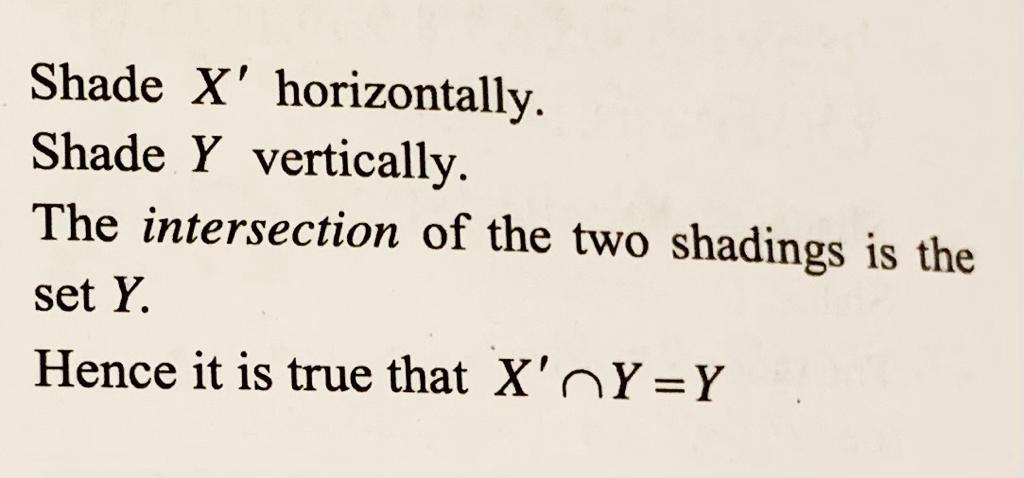 Shade X′ horizontally.
Shade Y vertically.
The intersection of the two shadings is the
set Y.
Hence it is true that X′∩Y=Y